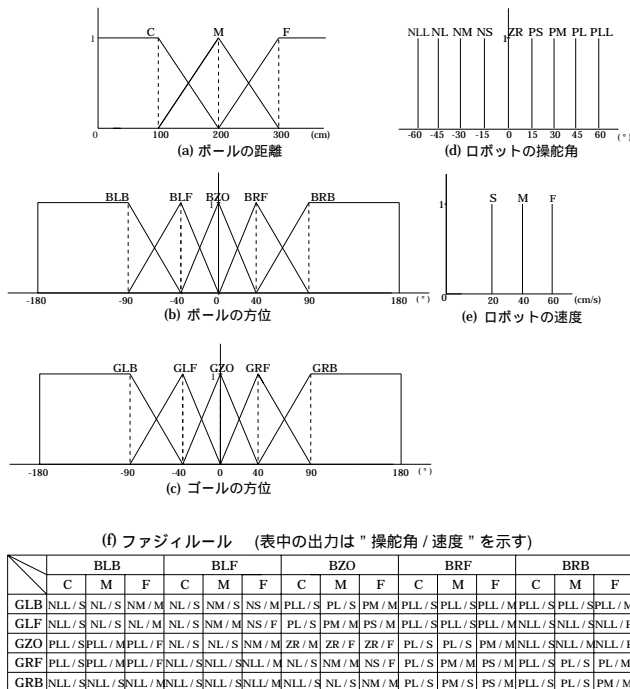 C M F
1
0 100 200 300 (cm)
(a) ボールの距離
NLL NL NM NS ZR PS PM PL PLL
1
-60 -45 -30 -15 0 15 30 45 60 (°)
(d) ロボットの操舵角
BLB BLF BZO BRF BRB
1
-180 -90 -40 0 40 90 180 (°)
(b) ボールの方位
S M F
1
0 20 40 60 (cm/s)
(e) ロボットの速度
GLB GLF GZO GRF GRB
1
-180 -90 -40 0 40 90 180 (°)
(c) ゴールの方位
(f) ファジィルール (表中の出力は " 操舵角 / 速度 " を示す)
BLB BLF BZO BRF BRB
C M F C M F C M F C M F C M F
GLB NLL / S NL / S NM / M NL / S NM / S NS / M PLL / S PL / S PM / M PLL / S PLL / S PLL / M PLL / S PLL / S PLL / M
GLF NLL / S NL / S NL / M NL / S NM / M NS / F PL / S PM / M PS / M PLL / S PLL / S PLL / M NLL / S NLL / S NLL / F
GZO PLL / S PLL / M PLL / F NL / S NL / S NM / M ZR / M ZR / F ZR / F PL / S PL / S PM / M NLL / S NLL / M NLL / F
GRF PLL / S PLL / M PLL / F NLL / S NLL / S NLL / M NL / S NM / M NS / F PL / S PM / M PS / M PLL / S PL / S PL / M
GRB NLL / S NLL / S NLL / M NLL / S NLL / S NLL / M NLL / S NL / S NM / M PL / S PM / S PS / M PLL / S PL / S PM / M